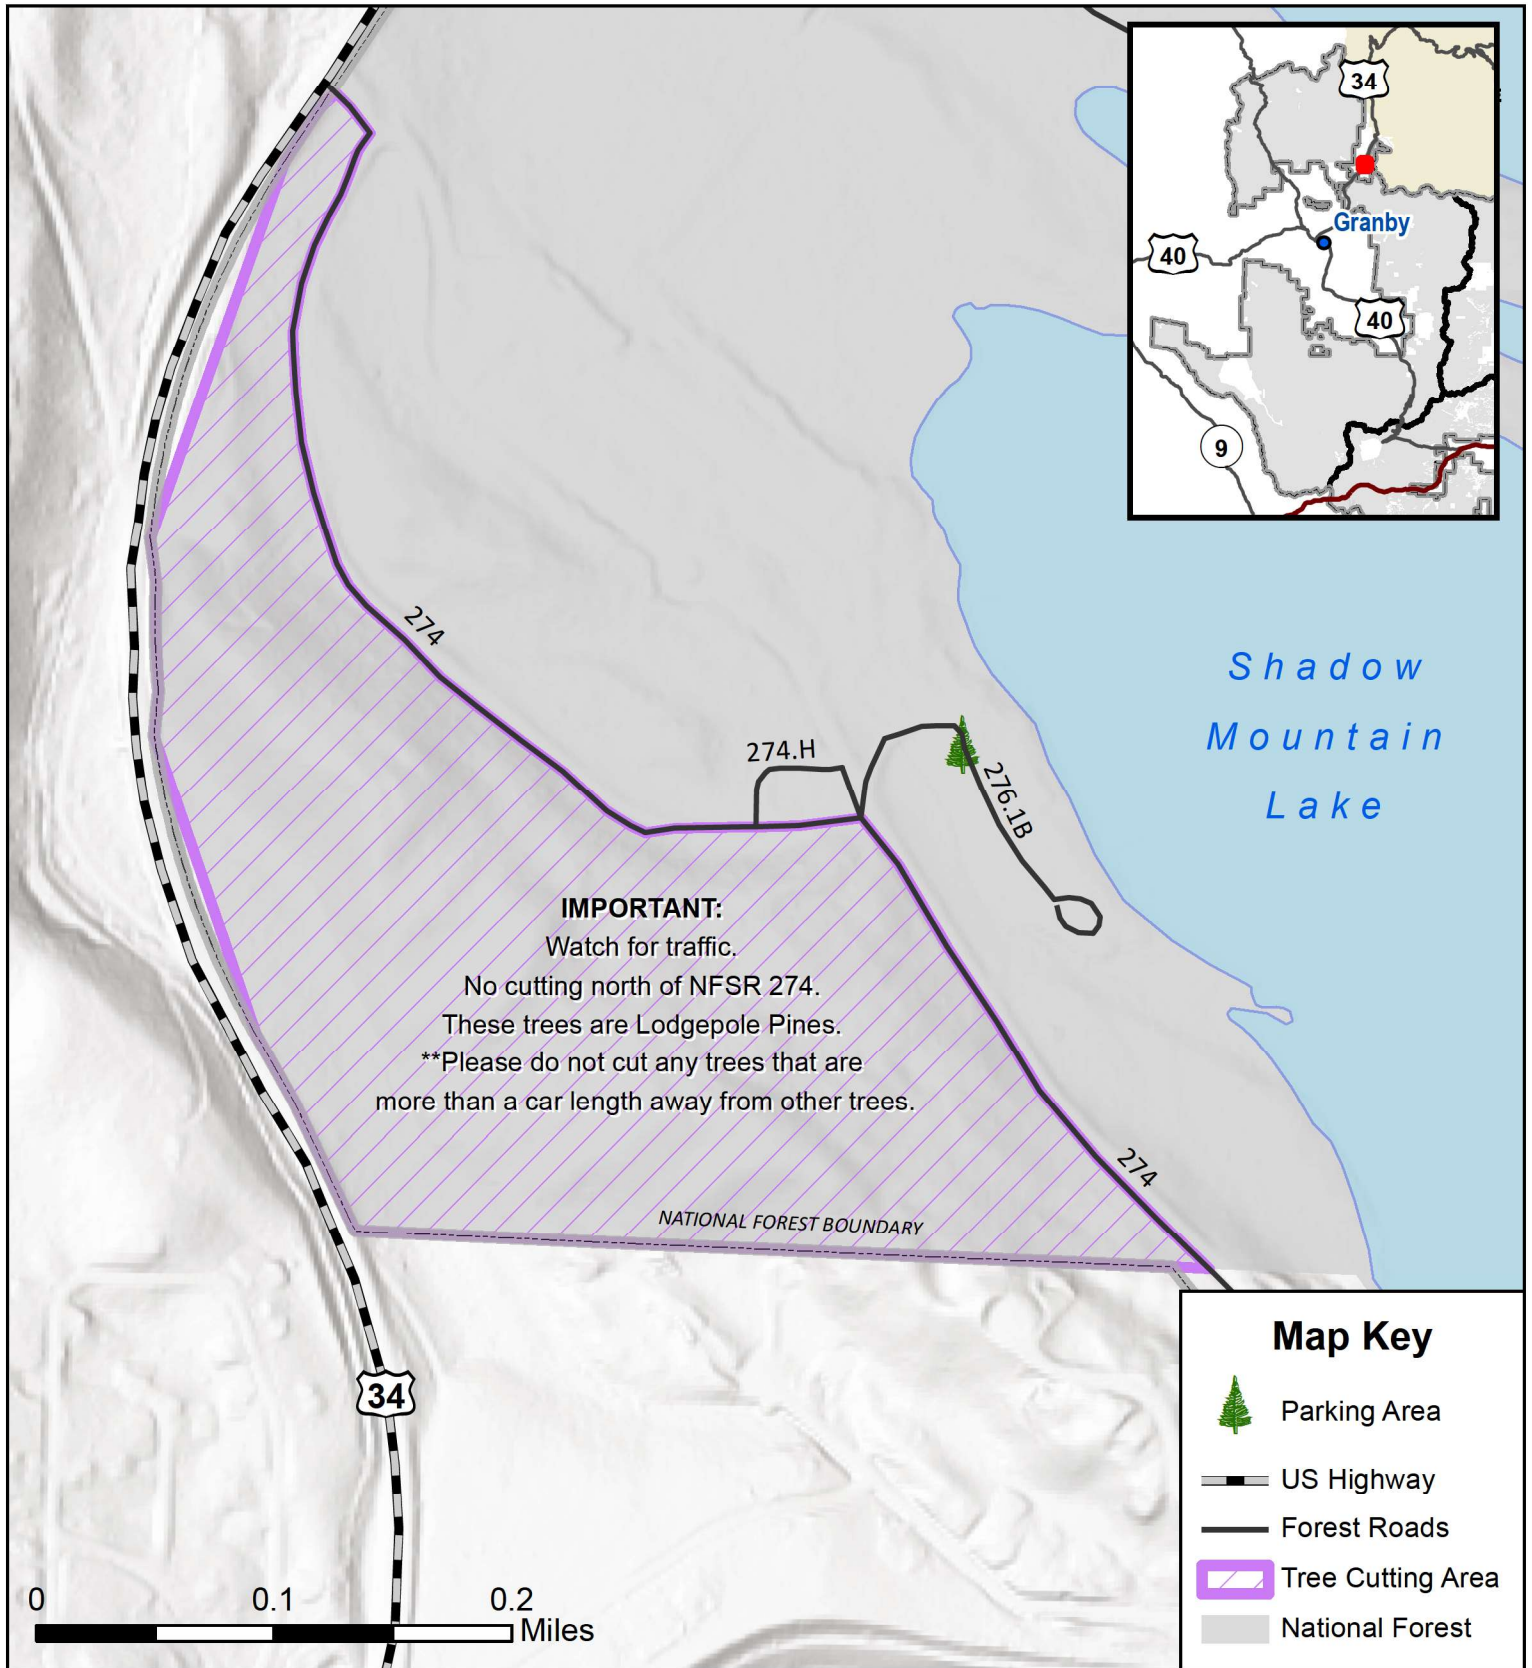 34
Granby
40
40
9
274
Shadow
Mountain
Lake
274.H
276.1B
IMPORTANT:
Watch for traffic.
No cutting north of NFSR 274.
These trees are Lodgepole Pines.
**Please do not cut any trees that are
more than a car length away from other trees.
274
NATIONAL FOREST BOUNDARY
34
Map Key
Parking Area
US Highway
Forest Roads
Tree Cutting Area
National Forest
0 0.1 0.2
Miles